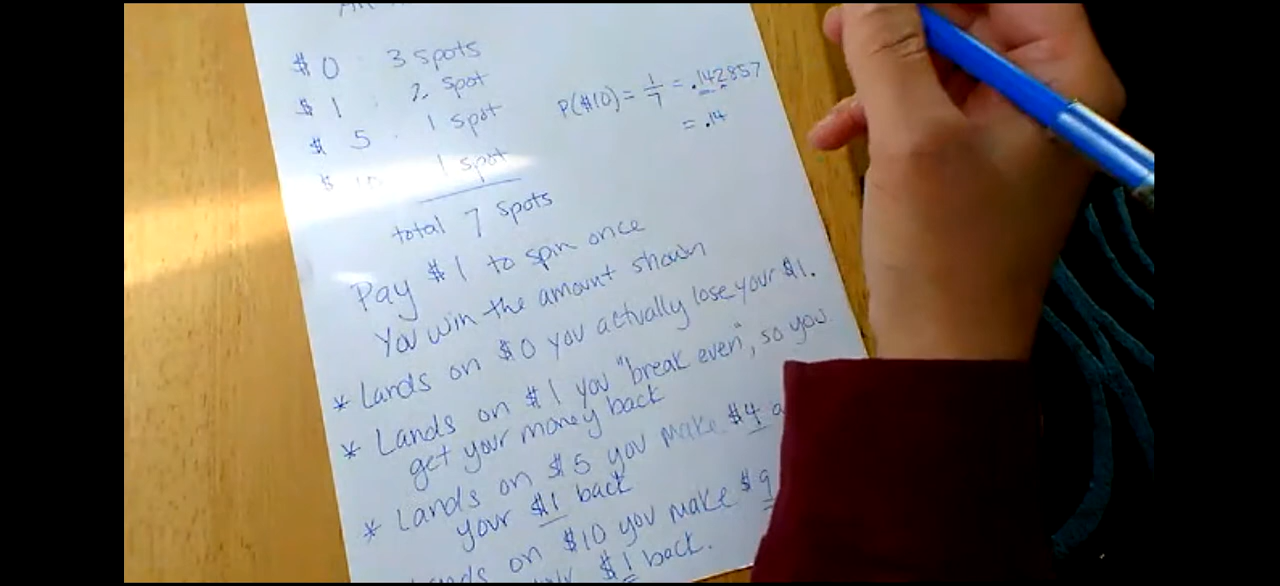 $0 3 spots
$1 2 spot
$5 1 spot
$10 1 spot
total 7 spots
P($10) = 1/7 = .142857
= .14
Pay $1 to spin once
You win the amount shown
* Lands on $0 you actually lose your $1.
* Lands on $1 you "break even", so you
get your money back
* Lands on $5 you make $4
your $1 back
on $10 you make $9
$1 back.